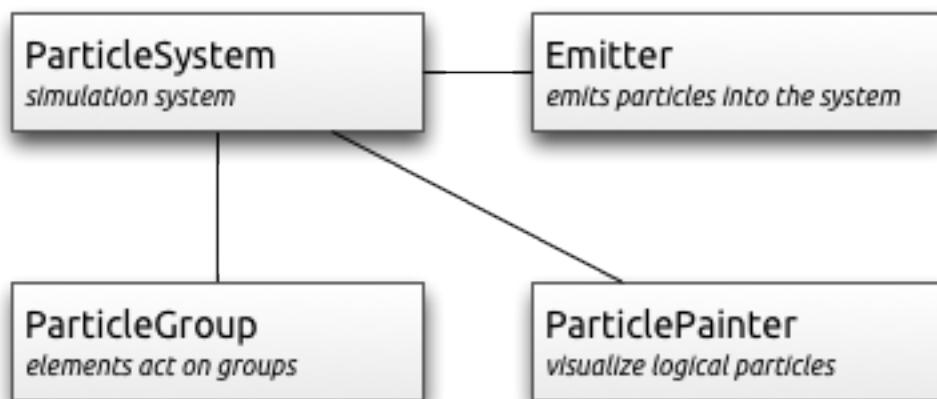 ParticleSystem
simulation system
Emitter
emits particles into the system
ParticleGroup
elements act on groups
ParticlePainter
visualize logical particles